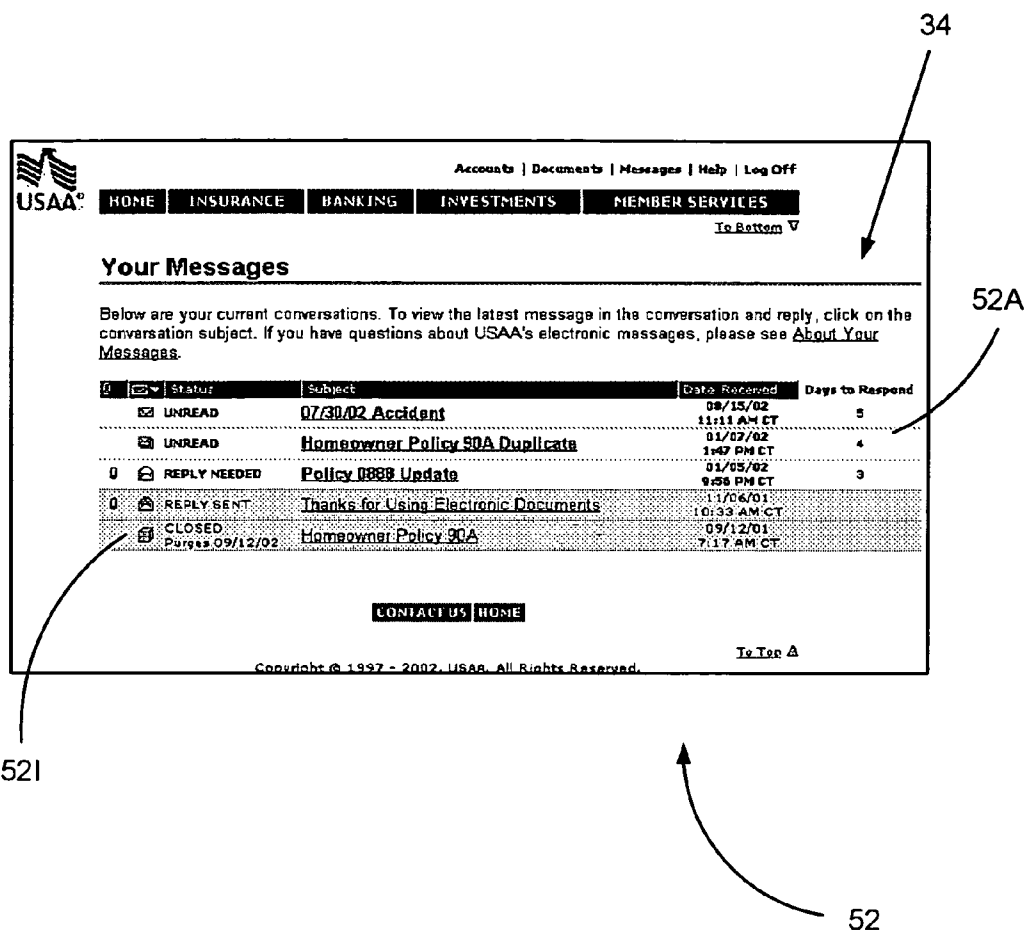 34
USAA®
Accounts | Documents | Messages | Help | Log Off
HOME INSURANCE BANKING INVESTMENTS MEMBER SERVICES
To Bottom
Your Messages
52A
Below are your current conversations. To view the latest message in the conversation and reply, click on the
conversation subject. If you have questions about USAA's electronic messages, please see About Your
Messages.
Status Subject Date Received Days to Respond
UNREAD 07/30/02 Accident 08/15/02 5
11:11 AM CT
UNREAD Homeowner Policy 90A Duplicate 01/07/02 4
1:47 PM CT
REPLY NEEDED Policy 0888 Update 01/05/02 3
9:56 PM CT
REPLY SENT Thanks for Using Electronic Documents 11/06/01
10:33 AM CT
CLOSED Homeowner Policy 90A 09/12/01
Purges 09/12/02 7:17 AM CT
CONTACT US HOME
To Top
Copyright © 1997 - 2002, USAA. All Rights Reserved.
52I
52